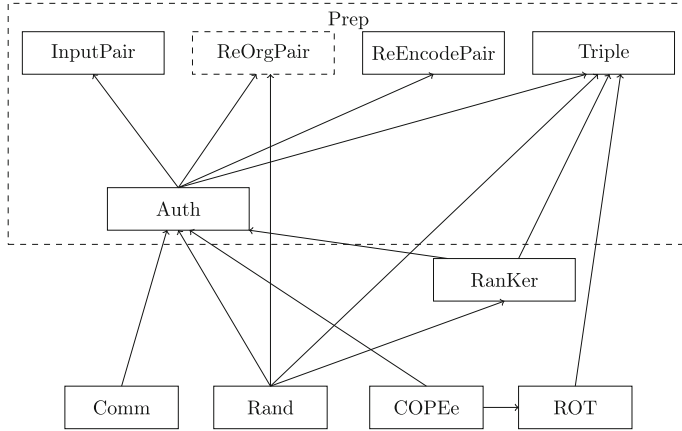 Prep
InputPair ReOrgPair ReEncodePair Triple
Auth
RanKer
Comm Rand COPEe ROT